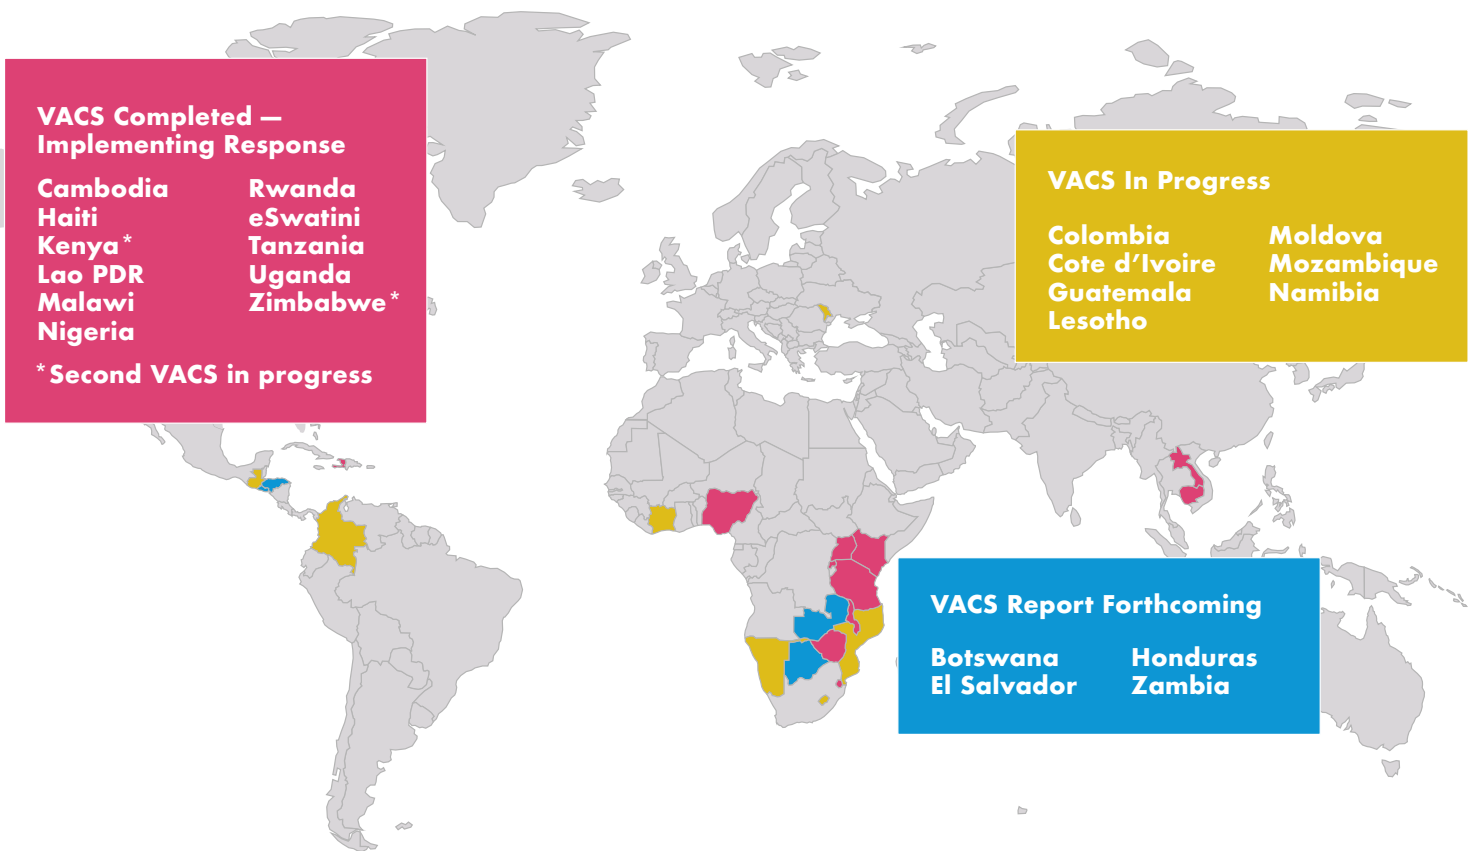 VACS Completed —
Implementing Response
Cambodia
Haiti
Kenya*
Lao PDR
Malawi
Nigeria
Rwanda
eSwatini
Tanzania
Uganda
Zimbabwe*
*Second VACS in progress
VACS In Progress
Colombia
Cote d’Ivoire
Guatemala
Lesotho
Moldova
Mozambique
Namibia
VACS Report Forthcoming
Botswana
El Salvador
Honduras
Zambia